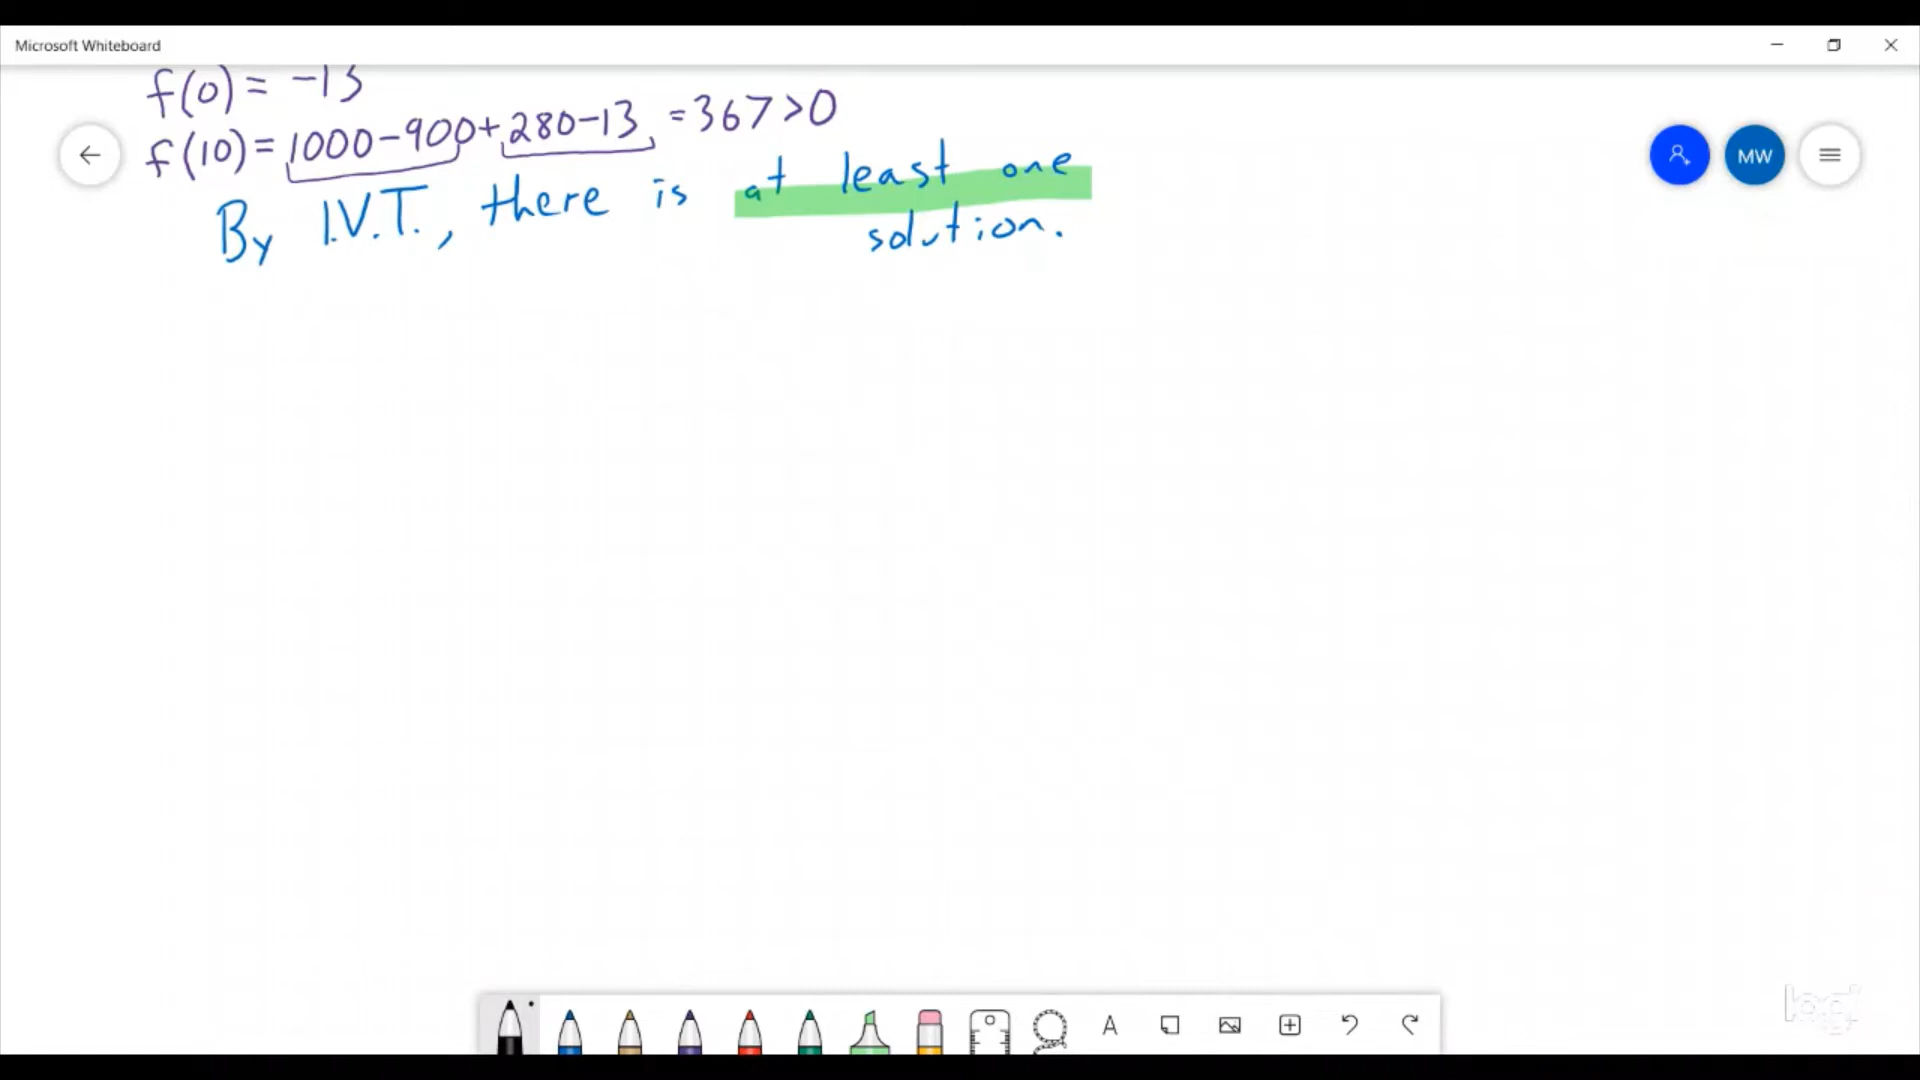 Microsoft Whiteboard
f(0) = -13
f(10) = 1000-900+280-13 =367>0
MW
By I.V.T., there is at least one
solution.
A
logi